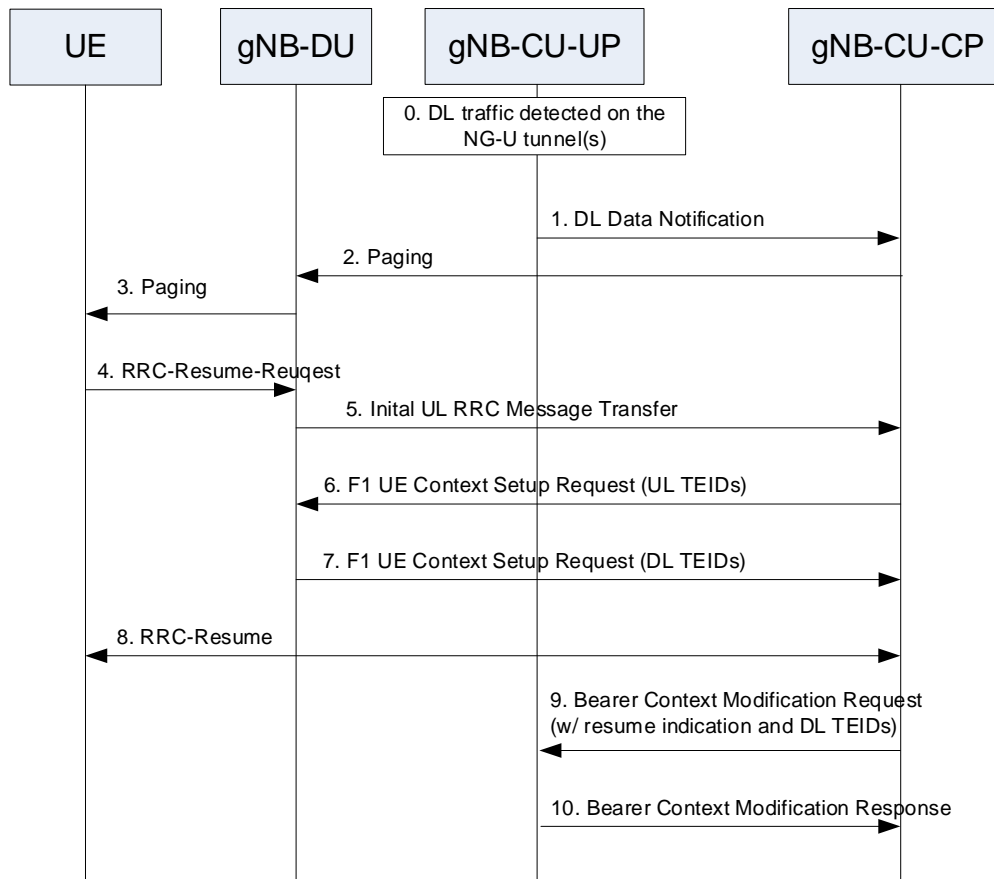 UE
gNB-DU
gNB-CU-UP
gNB-CU-CP
0. DL traffic detected on the
NG-U tunnel(s)
1. DL Data Notification
2. Paging
3. Paging
4. RRC-Resume-Reuqest
5. Inital UL RRC Message Transfer
6. F1 UE Context Setup Request (UL TEIDs)
7. F1 UE Context Setup Request (DL TEIDs)
8. RRC-Resume
9. Bearer Context Modification Request
(w/ resume indication and DL TEIDs)
10. Bearer Context Modification Response